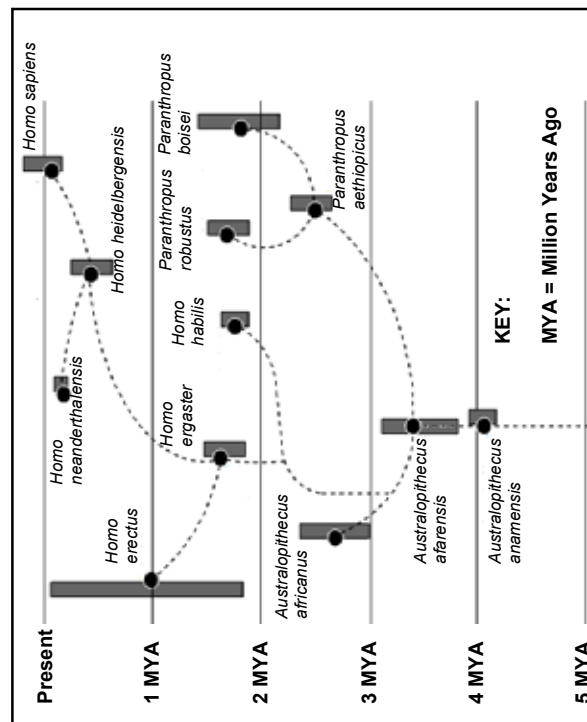 Present
1 MYA
2 MYA
3 MYA
4 MYA
5 MYA
Homo
erectus
Homo
neanderthalensis
Homo heidelbergensis
Homo sapiens
Homo
ergaster
Homo
habilis
Paranthropus
robustus
Paranthropus
boisei
Australopithecus
africanus
Paranthropus
aethiopicus
Australopithecus
afarensis
Australopithecus
anamensis
KEY:
MYA = Million Years Ago